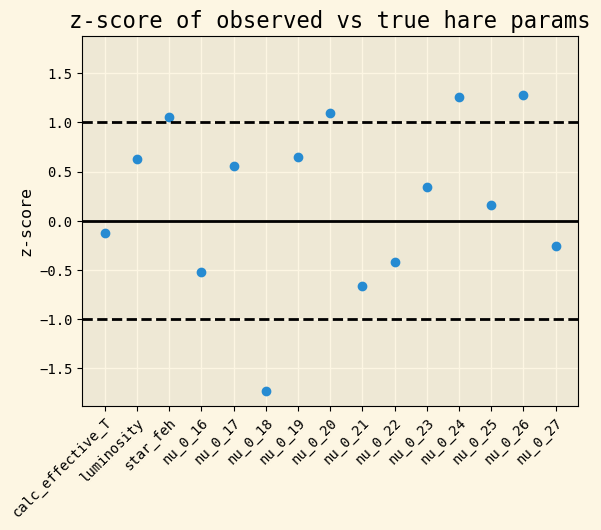 z-score of observed vs true hare params
z-score
1.5
1.0
0.5
0.0
−0.5
−1.0
−1.5
calc_effective_T
luminosity
star_feh
nu_0_16
nu_0_17
nu_0_18
nu_0_19
nu_0_20
nu_0_21
nu_0_22
nu_0_23
nu_0_24
nu_0_25
nu_0_26
nu_0_27